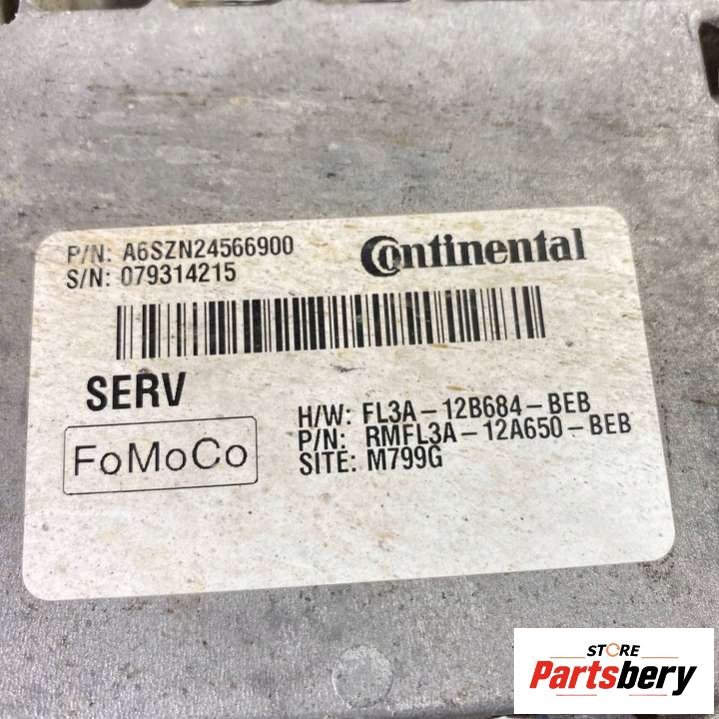 P/N: A6SZN24566900
S/N: 079314215
Continental
SERV
FoMoCo
H/W: FL3A-12B684-BEB
P/N: RMFL3A-12A650-BEB
SITE: M799G
STORE
Partsbery